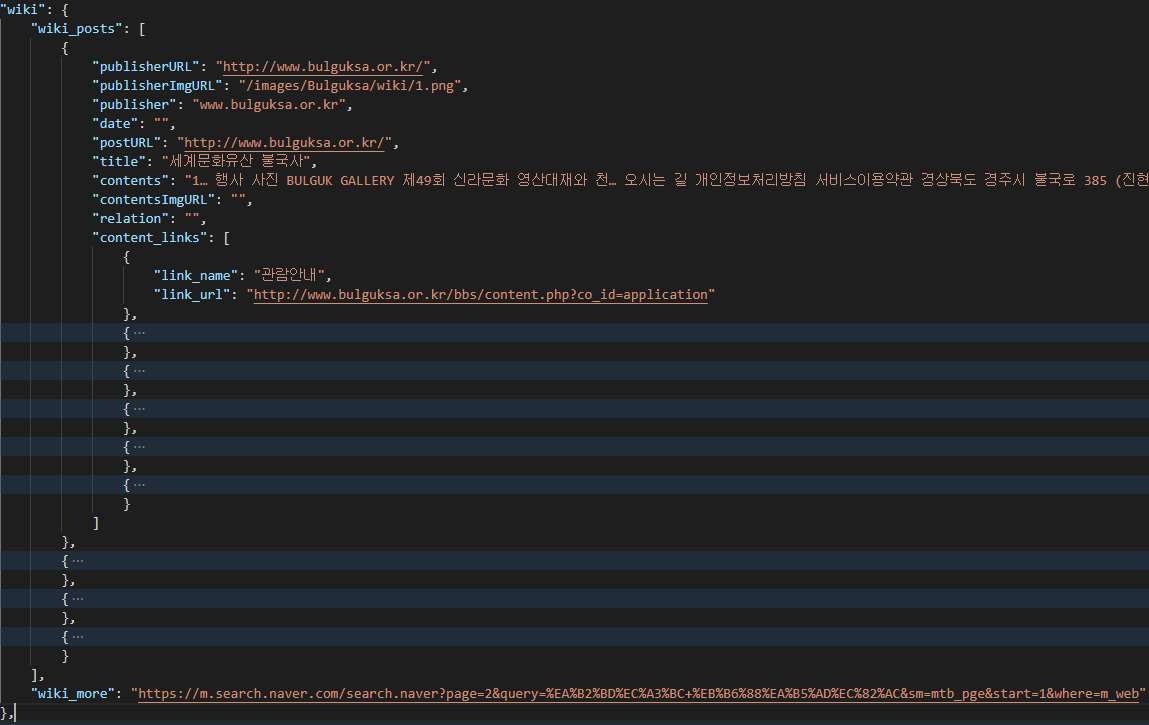 "wiki": {
"wiki_posts": [
{
"publisherURL": "http://www.bulguksa.or.kr/",
"publisherImgURL": "/images/Bulguksa/wiki/1.png",
"publisher": "www.bulguksa.or.kr",
"date": "",
"postURL": "http://www.bulguksa.or.kr/",
"title": "세계문화유산 불국사",
"contents": "1… 행사 사진 BULGUK GALLERY 제49회 신라문화 영산대재와 천… 오시는 길 개인정보처리방침 서비스이용약관 경상북도 경주시 불국로 385 (진현
"contentsImgURL": "",
"relation": "",
"content_links": [
{
"link_name": "관람안내",
"link_url": "http://www.bulguksa.or.kr/bbs/content.php?co_id=application"
},
{ ⋯
},
{ ⋯
},
{ ⋯
},
{ ⋯
},
{ ⋯
}
]
},
{ ⋯
},
{ ⋯
},
{ ⋯
}
],
"wiki_more": "https://m.search.naver.com/search.naver?page=2&query=%EA%B2%BD%EC%A3%BC+%EB%B6%88%EA%B5%AD%EC%82%AC&sm=mtb_pge&start=1&where=m_web"
},